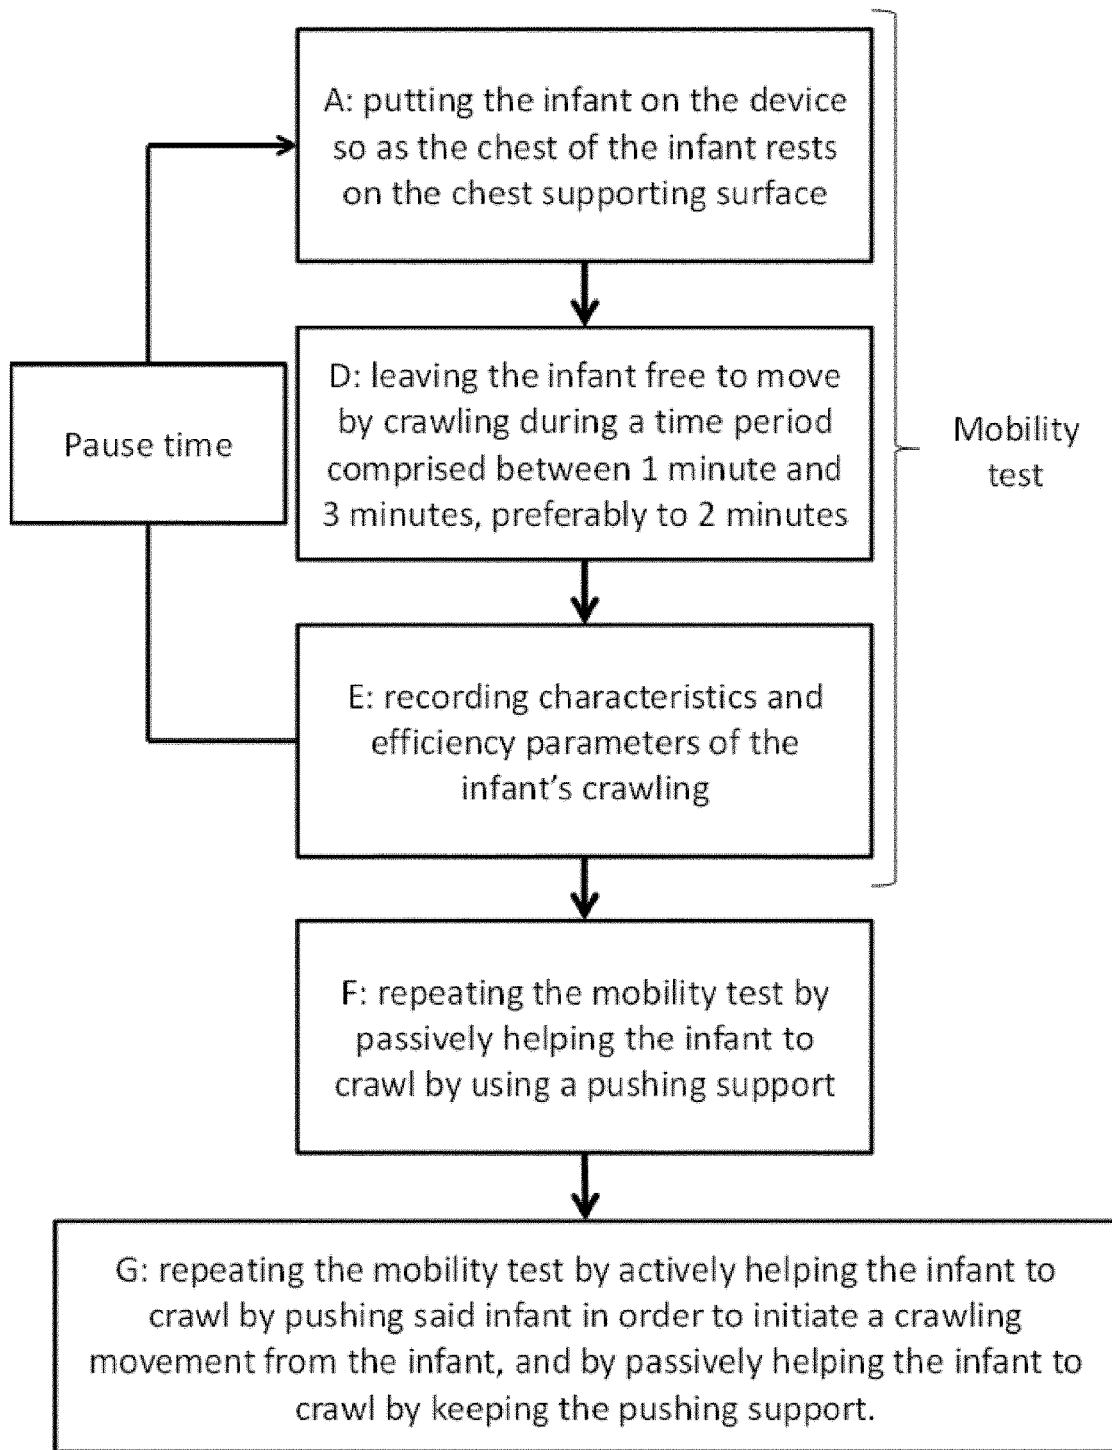 A: putting the infant on the device
so as the chest of the infant rests
on the chest supporting surface
D: leaving the infant free to move
by crawling during a time period
comprised between 1 minute and
3 minutes, preferably to 2 minutes
Pause time
Mobility
test
E: recording characteristics and
efficiency parameters of the
infant's crawling
F: repeating the mobility test by
passively helping the infant to
crawl by using a pushing support
G: repeating the mobility test by actively helping the infant to
crawl by pushing said infant in order to initiate a crawling
movement from the infant, and by passively helping the infant to
crawl by keeping the pushing support.